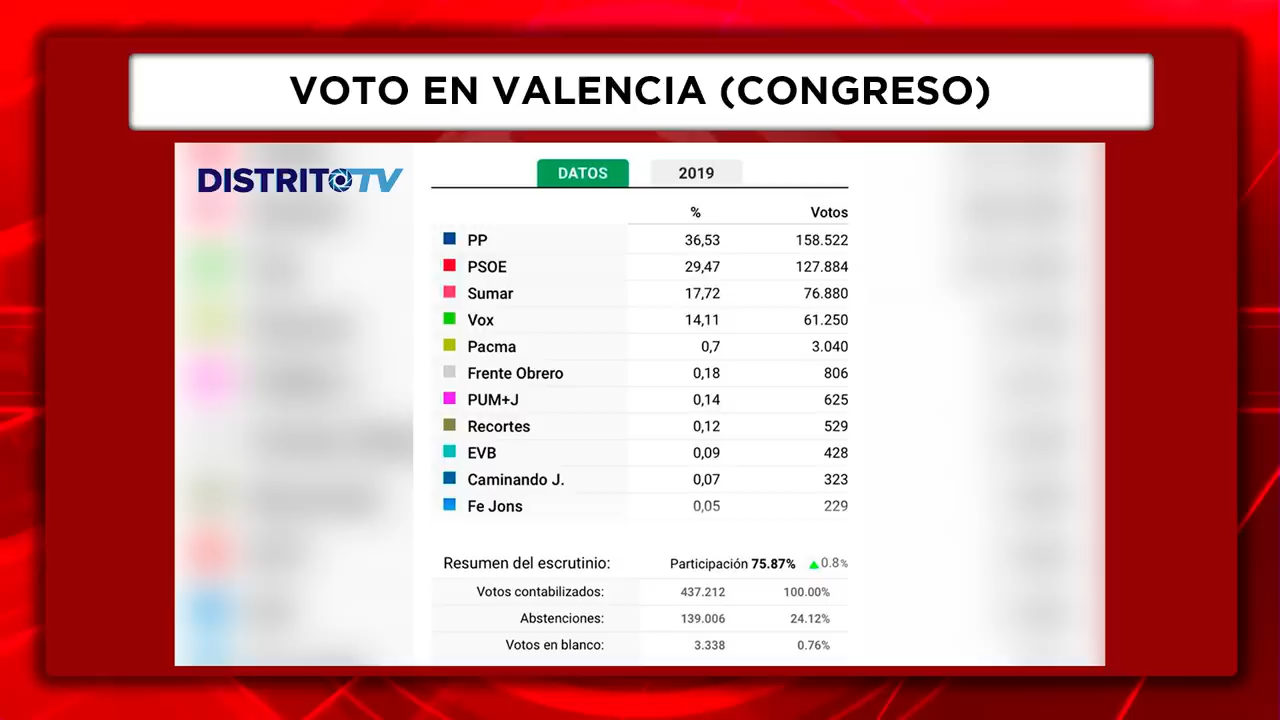 VOTO EN VALENCIA (CONGRESO)
DISTRITOTV
DATOS 2019
% Votos
PP 36,53 158.522
PSOE 29,47 127.884
Sumar 17,72 76.880
Vox 14,11 61.250
Pacma 0,7 3.040
Frente Obrero 0,18 806
PUM+J 0,14 625
Recortes 0,12 529
EVB 0,09 428
Caminando J. 0,07 323
Fe Jons 0,05 229
Resumen del escrutinio: Participación 75.87% ▲0.8%
Votos contabilizados: 437.212 100.00%
Abstenciones: 139.006 24.12%
Votos en blanco: 3.338 0.76%